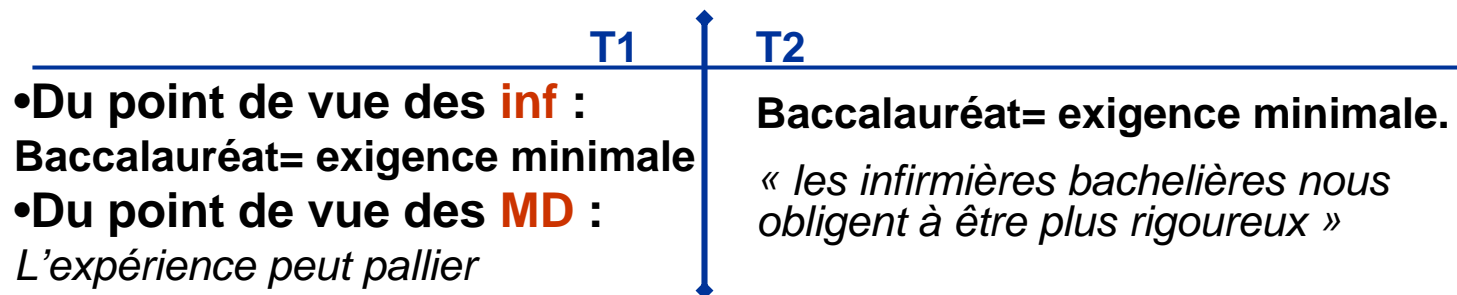 T1
T2
•Du point de vue des inf :
Baccalauréat= exigence minimale
•Du point de vue des MD :
L'expérience peut pallier
Baccalauréat= exigence minimale.
« les infirmières bachelières nous
obligent à être plus rigoureux »